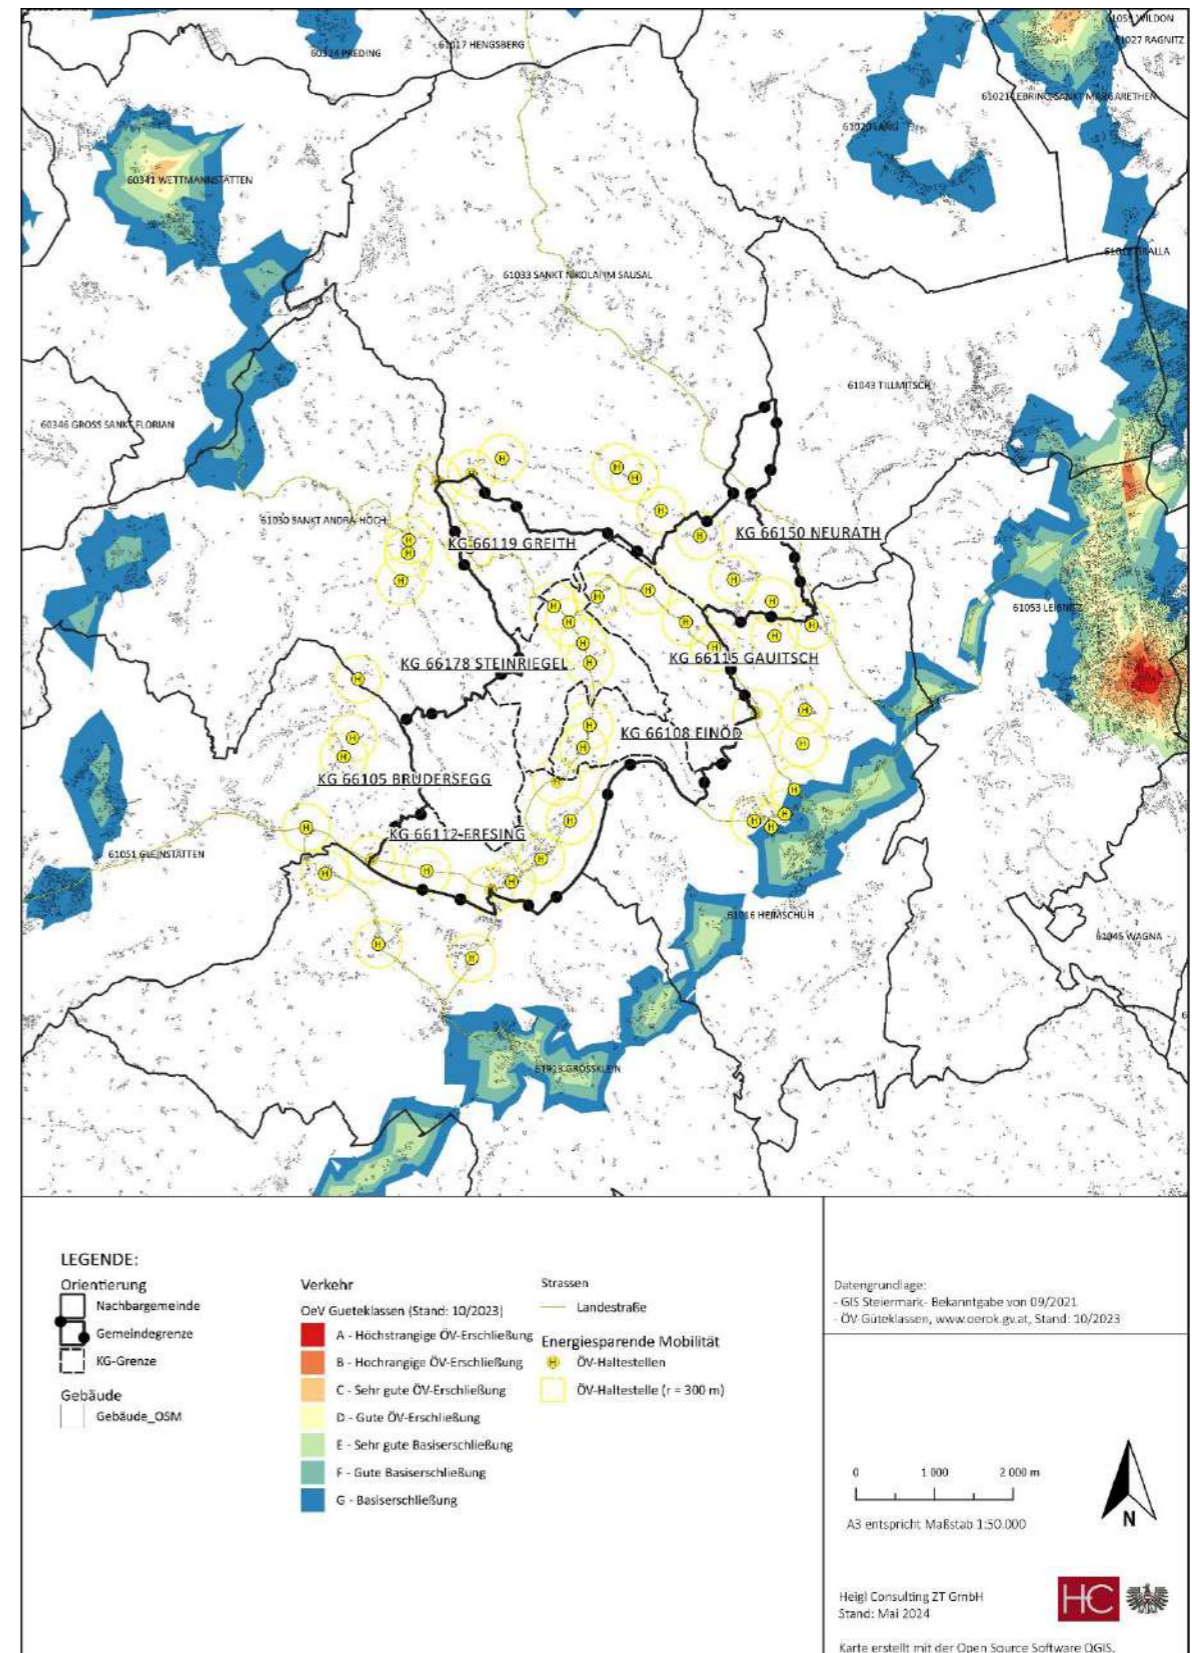 61059 WILDON
60324 PREDING
61017 HENGSBERG
61027 RAGNITZ
61021 LEBRING-SANKT MARGARETHEN
61020 LANG
60341 WETTMANNSTÄTTEN
GRALLA
61033 SANKT NIKOLAI IM SAUSAL
61043 TILLMITSCH
60346 GROSS SANKT FLORIAN
61030 SANKT ANDRÄ-HÖCH
KG 66119 GREITH
KG 66150 NEURATH
61053 LEIBNITZ
KG 66178 STEINRIEGEL
KG 66115 GAUITSCH
KG 66108 EINÖD
KG 66105 BRUDERSEGG
KG 66112 FRESING
61051 GLEINSTÄTTEN
61016 HEIMSCHUH
61045 WAGNA
61013 GROSSKLEIN
LEGENDE:
Orientierung
Nachbargemeinde
Gemeindegrenze
KG-Grenze
Gebäude
Gebäude_OSM
Verkehr
OeV Gueteklassen (Stand: 10/2023)
A - Höchstrangige ÖV-Erschließung
B - Hochrangige ÖV-Erschließung
C - Sehr gute ÖV-Erschließung
D - Gute ÖV-Erschließung
E - Sehr gute Basiserschließung
F - Gute Basiserschließung
G - Basiserschließung
Strassen
Landestraße
Energiesparende Mobilität
H ÖV-Haltestellen
ÖV-Haltestelle (r = 300 m)
Datengrundlage:
- GIS Steiermark- Bekanntgabe von 09/2021
- ÖV-Güteklassen, www.oerok.gv.at, Stand: 10/2023
0 1 000 2 000 m
A3 entspricht Maßstab 1:50.000
N
Heigl Consulting ZT GmbH
Stand: Mai 2024
HC
Karte erstellt mit der Open Source Software QGIS.